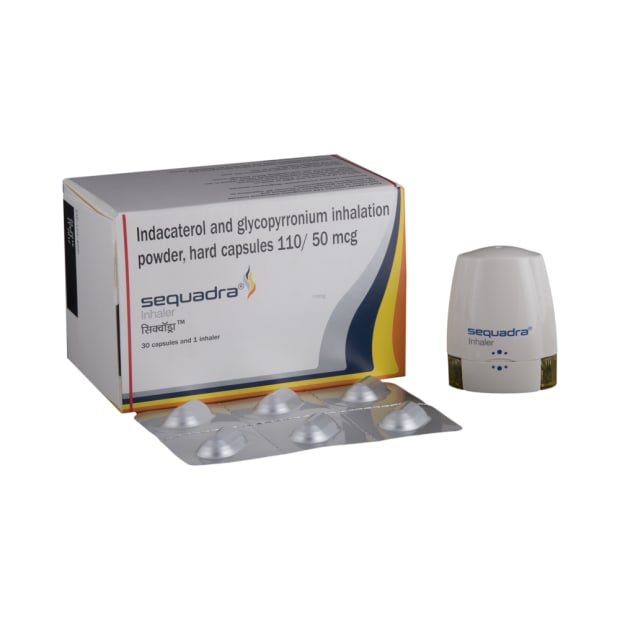 Indacaterol and glycopyrronium inhalation
powder, hard capsules 110/ 50 mcg
sequadra®
Inhaler
सिक्वॉड्रा™
30 capsules and 1 inhaler
sequadra®
Inhaler